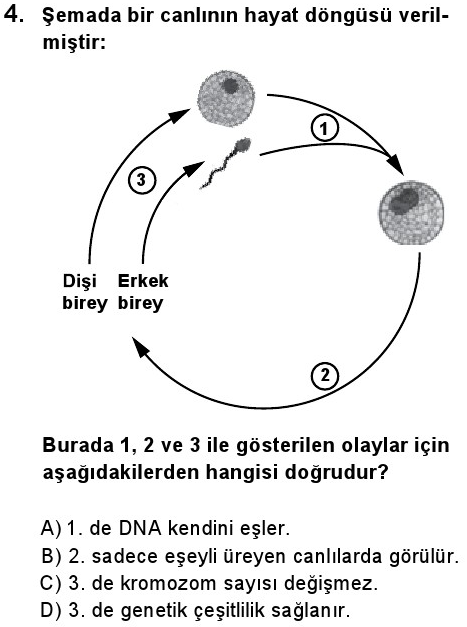 4. Şemada bir canlının hayat döngüsü veril-
miştir:
1
3
Dişi Erkek
birey birey
2
Burada 1, 2 ve 3 ile gösterilen olaylar için
aşağıdakilerden hangisi doğrudur?
A) 1. de DNA kendini eşler.
B) 2. sadece eşeyli üreyen canlılarda görülür.
C) 3. de kromozom sayısı değişmez.
D) 3. de genetik çeşitlilik sağlanır.